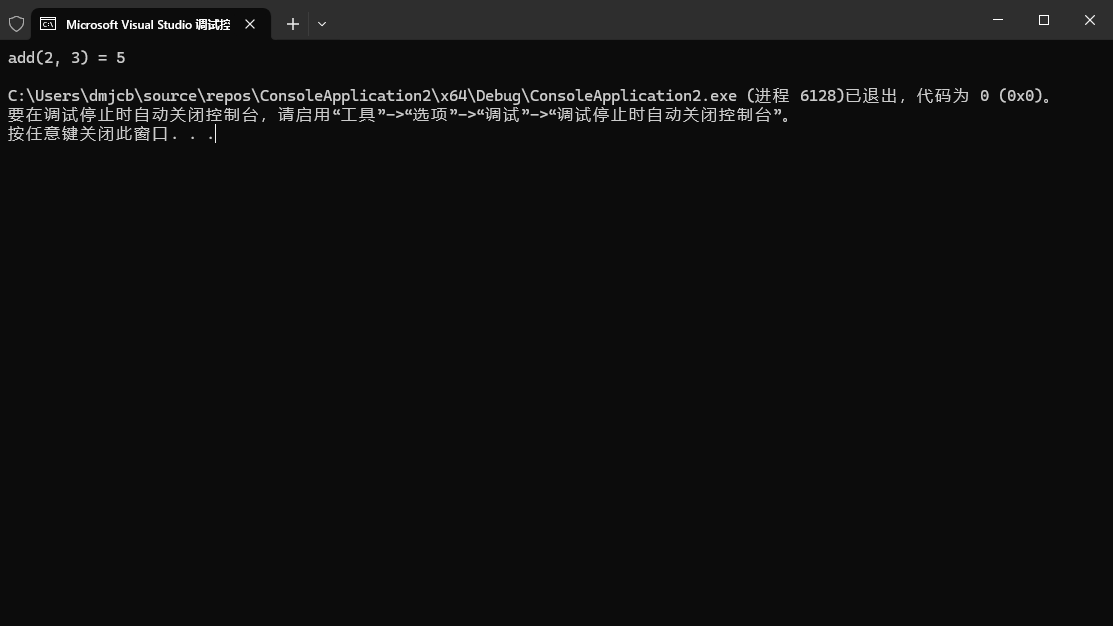 Microsoft Visual Studio 调试控
add(2, 3) = 5
C:\Users\dmjcb\source\repos\ConsoleApplication2\x64\Debug\ConsoleApplication2.exe (进程 6128)已退出，代码为 0 (0x0)。
要在调试停止时自动关闭控制台，请启用“工具”->“选项”->“调试”->“调试停止时自动关闭控制台”。
按任意键关闭此窗口. . .